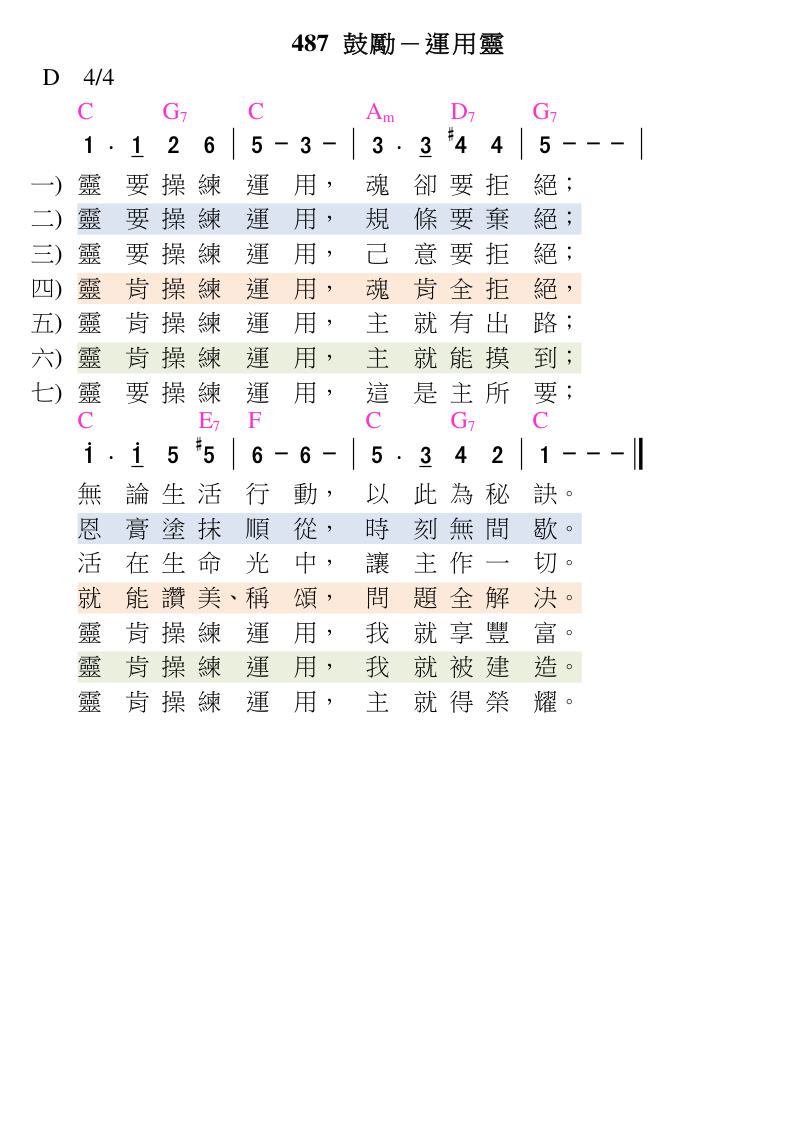 487 鼓勵－運用靈
D 4/4
C G7 C Am D7 G7
1 . 1 2 6 | 5 － 3 － | 3 . 3 #4 4 | 5 － － － |
一) 靈要操練運用，魂卻要拒絕；
二) 靈要操練運用，規條要棄絕；
三) 靈要操練運用，己意要拒絕；
四) 靈肯操練運用，魂肯全拒絕，
五) 靈肯操練運用，主就有出路；
六) 靈肯操練運用，主就能摸到；
七) 靈要操練運用，這是主所要；
C E7 F C G7 C
1̇ . 1̇ 5 #5 | 6 － 6 － | 5 . 3 4 2 | 1 － － － ‖
無論生活行動，以此為秘訣。
恩膏塗抹順從，時刻無間歇。
活在生命光中，讓主作一切。
就能讚美、稱頌，問題全解決。
靈肯操練運用，我就享豐富。
靈肯操練運用，我就被建造。
靈肯操練運用，主就得榮耀。